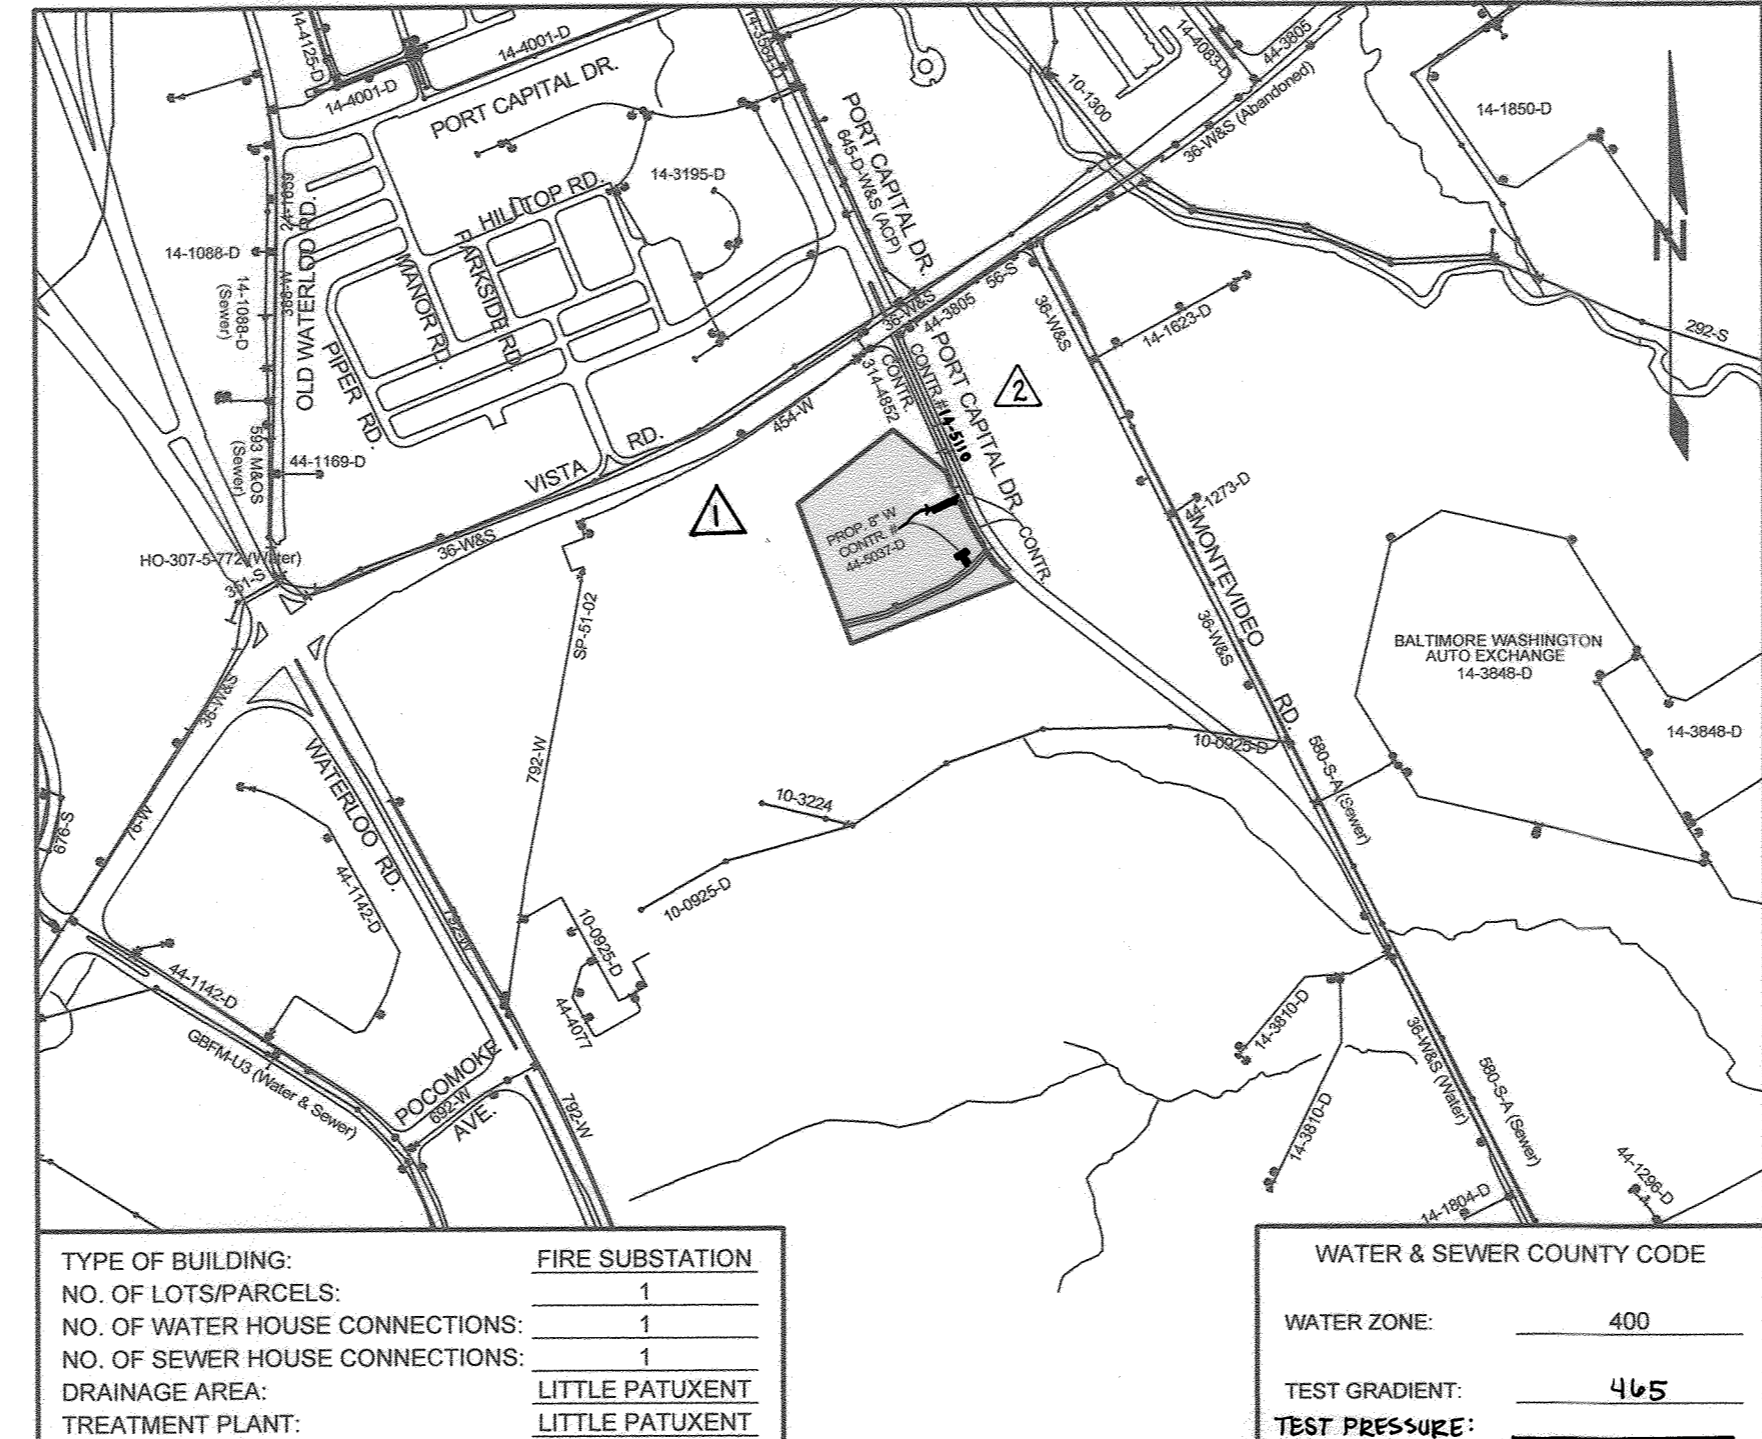 14-4125-D
14-4001-D
14-4001-D
PORT CAPITAL DR.
14-3564-D
PORT CAPITAL DR.
645-D-W&S (ACP)
10-1300
14-4083-D
44-3805
36-W&S (Abandoned)
14-1850-D
N
24-1659
14-1088-D
14-1088-D
(Sewer)
388-W
OLD WATERLOO RD.
HILLTOP RD.
14-3195-D
PARKSIDE RD.
MANOR RD.
PIPER RD.
36-W&S
44-3805
56-S
36-W&S
14-1623-D
292-S
593 M&OS
(Sewer)
44-1169-D
VISTA RD.
454-W
CONTR.
314-4852
CONTR.#14-5110
PORT CAPITAL DR.
2
1
PROP. 8" W
CONTR. #
44-5037-D
CONTR.
44-1273-D
MONTEVIDEO RD.
36-W&S
36-W&S
HO-307-5-772 (Water)
351-S
SP-51-02
BALTIMORE WASHINGTON
AUTO EXCHANGE
14-3848-D
14-3848-D
36-W&S
WATERLOO RD.
792-W
10-0925-D
580-S-A (Sewer)
10-3224
76-W
676-S
44-1142-D
792-W
10-0925-D
10-0925-D
44-4077
44-1142-D
GBFM-U3 (Water & Sewer)
POCOMOKE AVE.
692-W
792-W
14-3810-D
14-3810-D
36-W&S (Water)
580-S-A (Sewer)
14-1804-D
44-1296-D
TYPE OF BUILDING: FIRE SUBSTATION
NO. OF LOTS/PARCELS: 1
NO. OF WATER HOUSE CONNECTIONS: 1
NO. OF SEWER HOUSE CONNECTIONS: 1
DRAINAGE AREA: LITTLE PATUXENT
TREATMENT PLANT: LITTLE PATUXENT
WATER & SEWER COUNTY CODE
WATER ZONE: 400
TEST GRADIENT: 465
TEST PRESSURE: